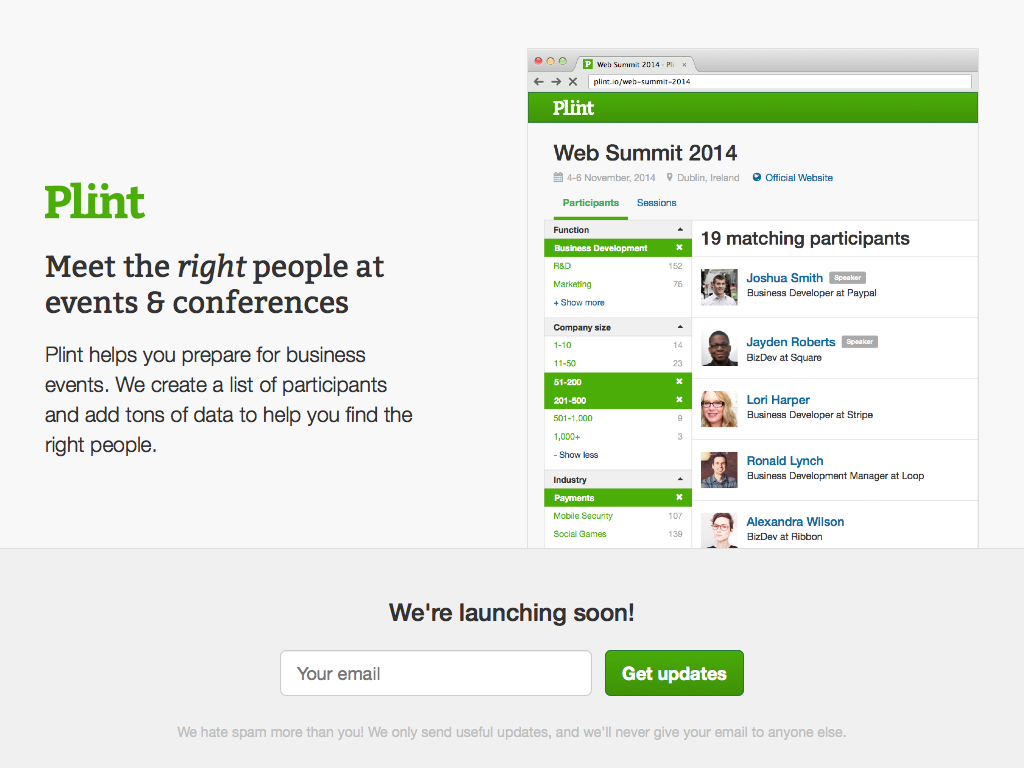 Plint
Meet the right people at
events & conferences
Plint helps you prepare for business
events. We create a list of participants
and add tons of data to help you find the
right people.
Web Summit 2014 - Pli
plint.io/web-summit-2014
Plint
Web Summit 2014
4-6 November, 2014 Dublin, Ireland Official Website
Participants Sessions
Function
Business Development
R&D 152
Marketing 76
+ Show more
Company size
1-10 14
11-50 23
51-200
201-500
501-1,000 9
1,000+ 3
- Show less
Industry
Payments
Mobile Security 107
Social Games 139
19 matching participants
Joshua Smith Speaker
Business Developer at Paypal
Jayden Roberts Speaker
BizDev at Square
Lori Harper
Business Developer at Stripe
Ronald Lynch
Business Development Manager at Loop
Alexandra Wilson
BizDev at Ribbon
We're launching soon!
Your email
Get updates
We hate spam more than you! We only send useful updates, and we'll never give your email to anyone else.